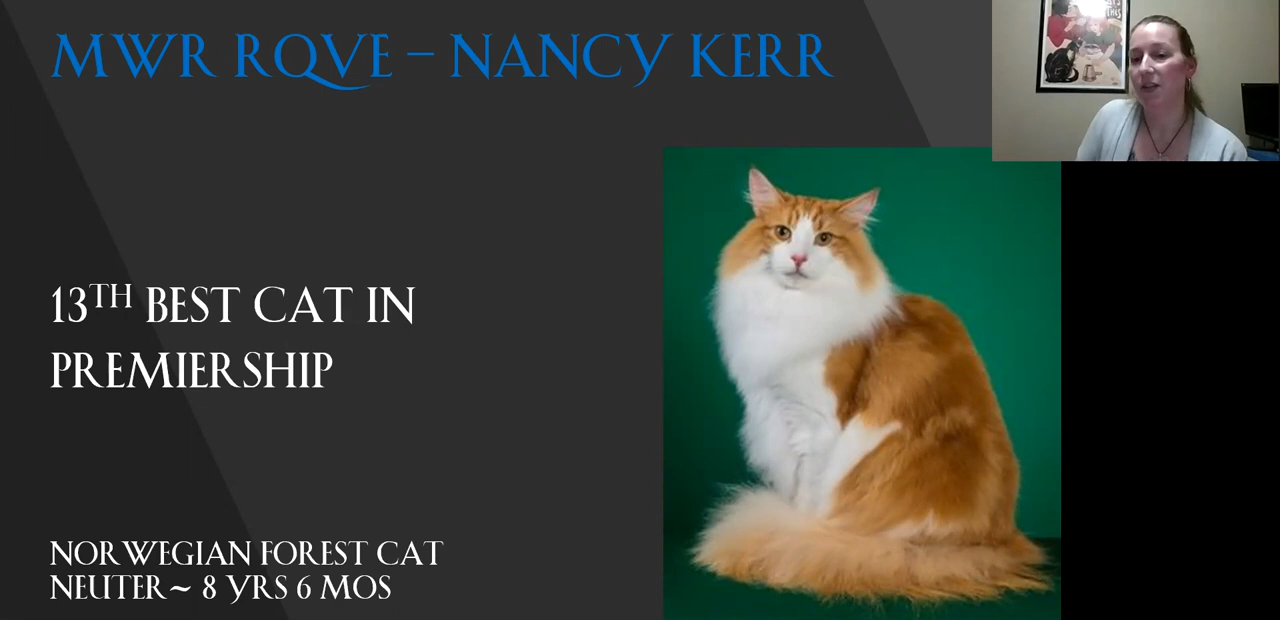 MWR RQVE – NANCY KERR
13TH BEST CAT IN
PREMIERSHIP
NORWEGIAN FOREST CAT
NEUTER~ 8 YRS 6 MOS